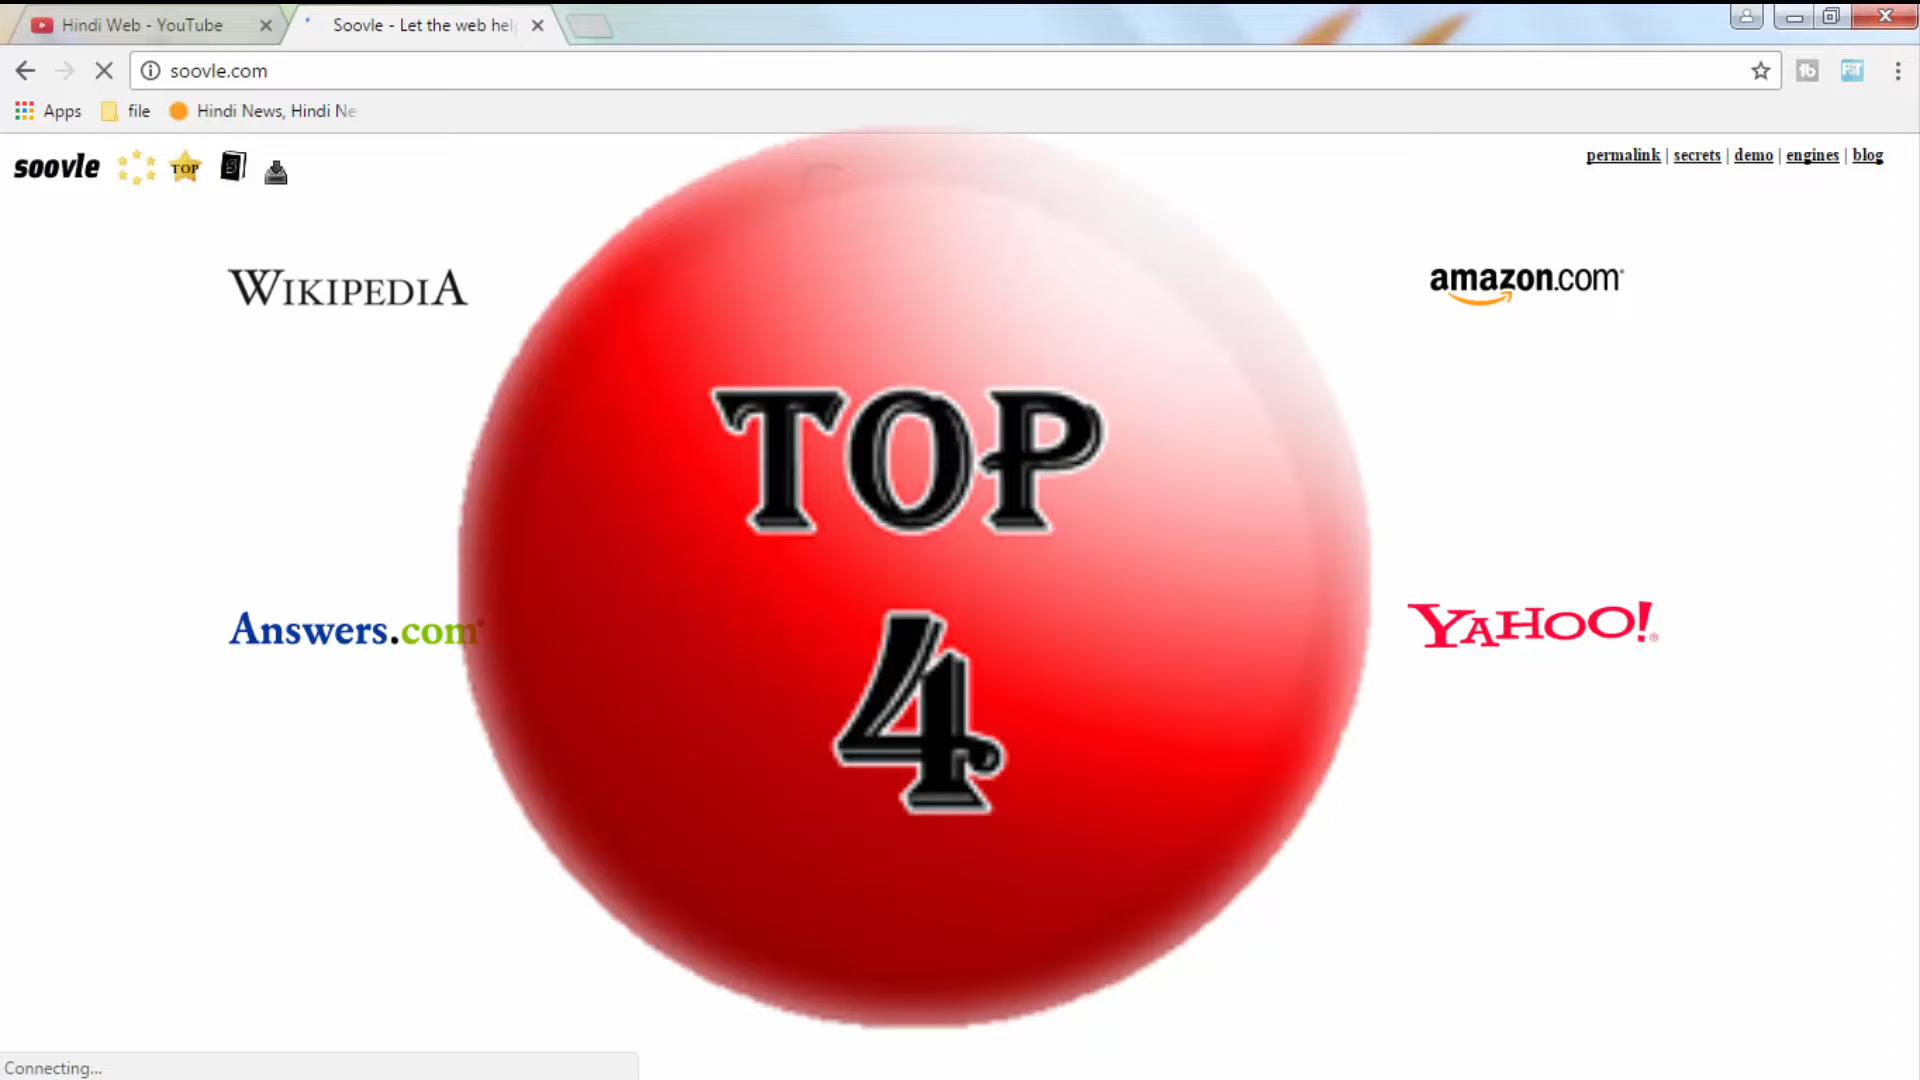 Hindi Web - YouTube
Soovle - Let the web hel
soovle.com
Apps
file
Hindi News, Hindi Ne
soovle
TOP
S
permalink | secrets | demo | engines | blog
WIKIPEDIA
amazon.com
TOP
4
Answers.com
YAHOO!
Connecting...